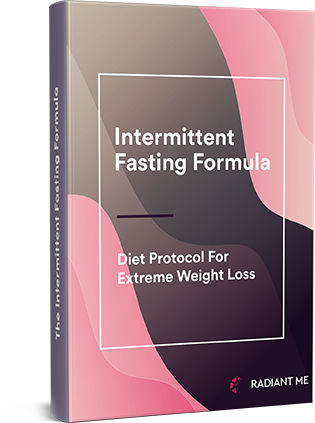 The Intermittent Fasting Formula
Intermittent
Fasting Formula
Diet Protocol For
Extreme Weight Loss
RADIANT ME